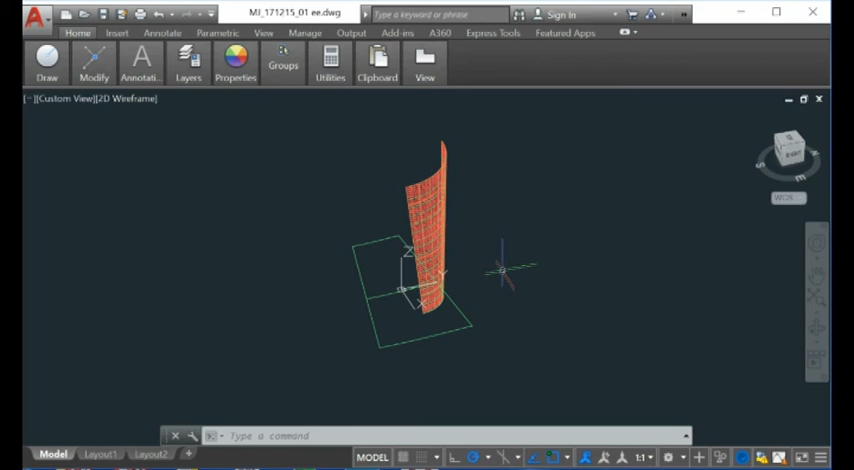 MJ_171215_01 ee.dwg
Type a keyword or phrase
Sign In
Home Insert Annotate Parametric View Manage Output Add-ins A360 Express Tools Featured Apps
Draw Modify Annotati... Layers Properties Groups Utilities Clipboard View
[−][Custom View][2D Wireframe]
S E
Z
Y
X
Type a command
Model Layout1 Layout2 +
MODEL 1:1